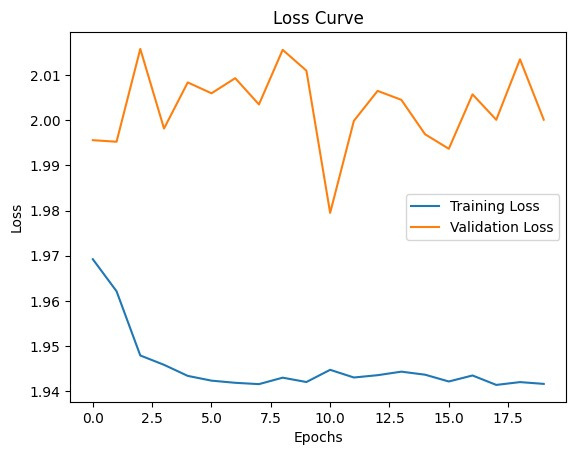 Loss Curve
2.01
2.00
1.99
1.98
1.97
1.96
1.95
1.94
Loss
Training Loss
Validation Loss
0.0 2.5 5.0 7.5 10.0 12.5 15.0 17.5
Epochs